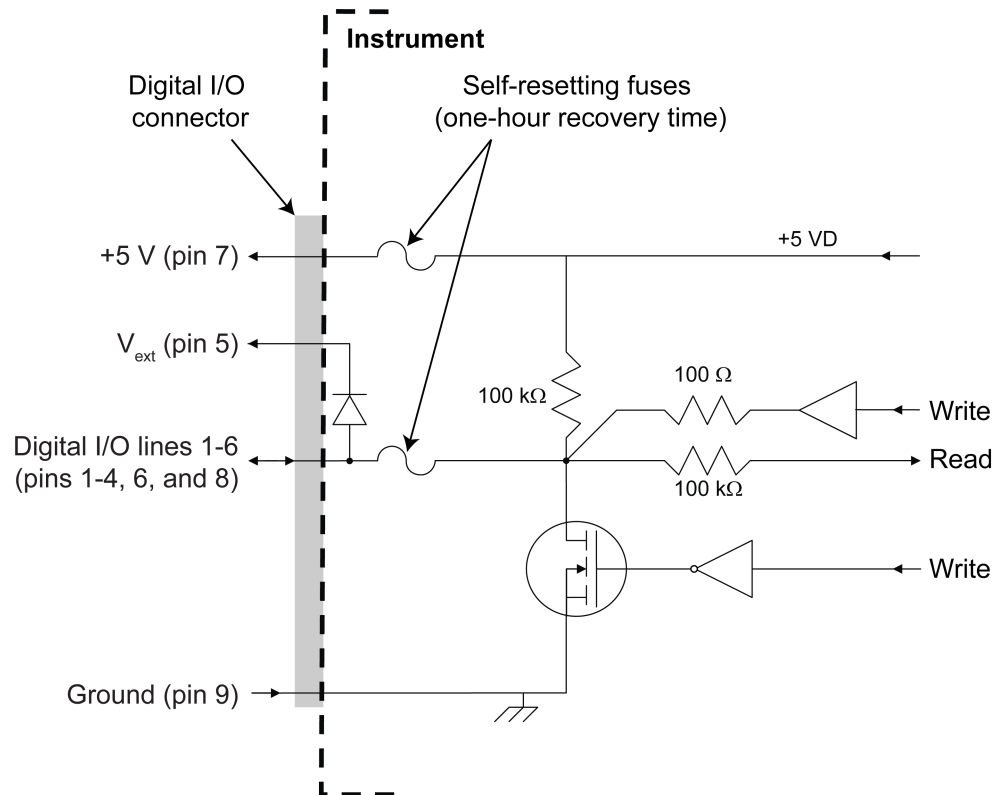 Instrument
Digital I/O
connector
Self-resetting fuses
(one-hour recovery time)
+5 V (pin 7)
+5 VD
Vext (pin 5)
100 kΩ
100 Ω
Write
Digital I/O lines 1-6
(pins 1-4, 6, and 8)
Read
100 kΩ
Write
Ground (pin 9)